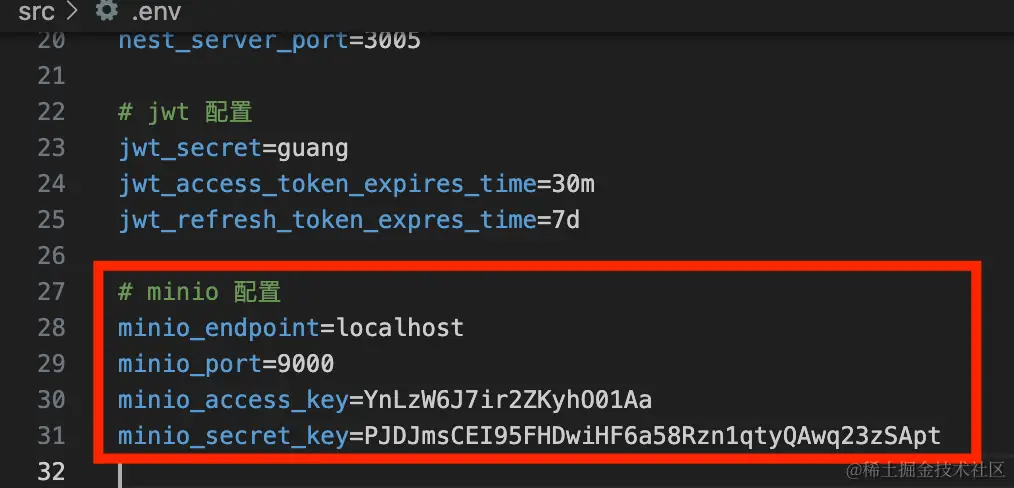 src > .env
20 nest_server_port=3005
21
22 # jwt 配置
23 jwt_secret=guang
24 jwt_access_token_expires_time=30m
25 jwt_refresh_token_expres_time=7d
26
27 # minio 配置
28 minio_endpoint=localhost
29 minio_port=9000
30 minio_access_key=YnLzW6J7ir2ZKyhO01Aa
31 minio_secret_key=PJDJmsCEI95FHDwiHF6a58Rzn1qtyQAwq23zSApt
32
@稀土掘金技术社区